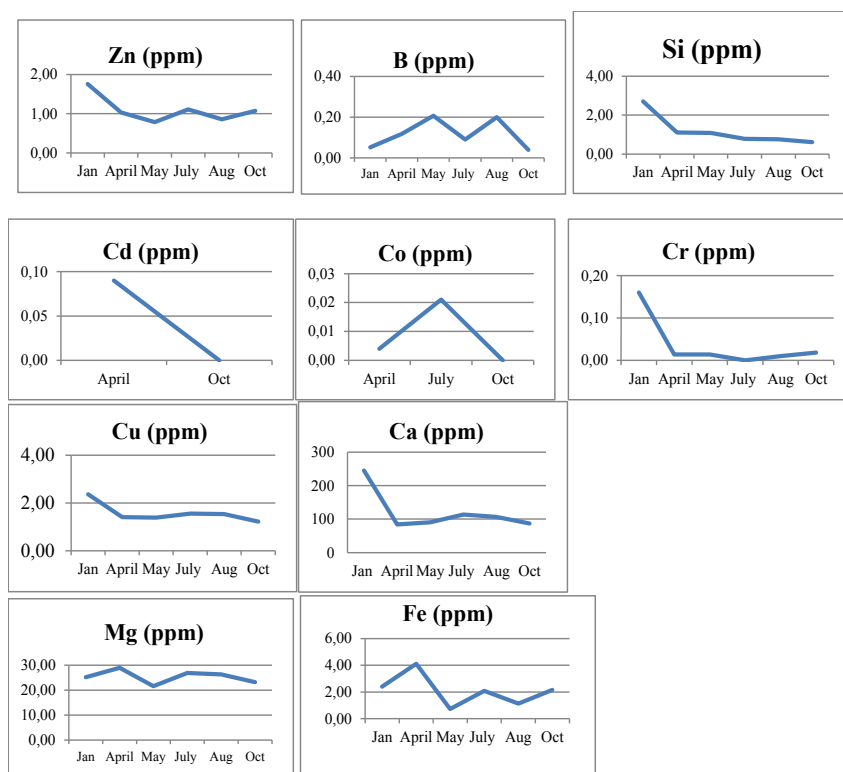 Zn (ppm)
2,00
1,00
0,00
Jan April May July Aug Oct
B (ppm)
0,40
0,20
0,00
Jan April May July Aug Oct
Si (ppm)
4,00
2,00
0,00
Jan April May July Aug Oct
Cd (ppm)
0,10
0,05
0,00
April Oct
Co (ppm)
0,03
0,02
0,01
0,00
April July Oct
Cr (ppm)
0,20
0,10
0,00
Jan April May July Aug Oct
Cu (ppm)
4,00
2,00
0,00
Jan April May July Aug Oct
Ca (ppm)
300
200
100
0
Jan April May July Aug Oct
Mg (ppm)
30,00
20,00
10,00
0,00
Jan April May July Aug Oct
Fe (ppm)
6,00
4,00
2,00
0,00
Jan April May July Aug Oct